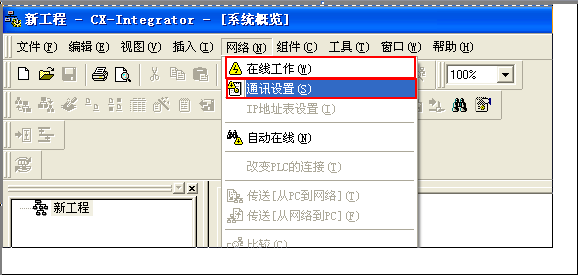 新工程 - CX-Integrator - [系统概览]
文件(F) 编辑(E) 视图(V) 插入(I) 网络(N) 组件(C) 工具(T) 窗口(W) 帮助(H)
在线工作(W)
100%
通讯设置(S)
IP地址表设置(I)
自动在线(N)
改变PLC的连接(T)
传送[从PC到网络](T)
新工程
传送[从网络到PC](F)
比较(C)